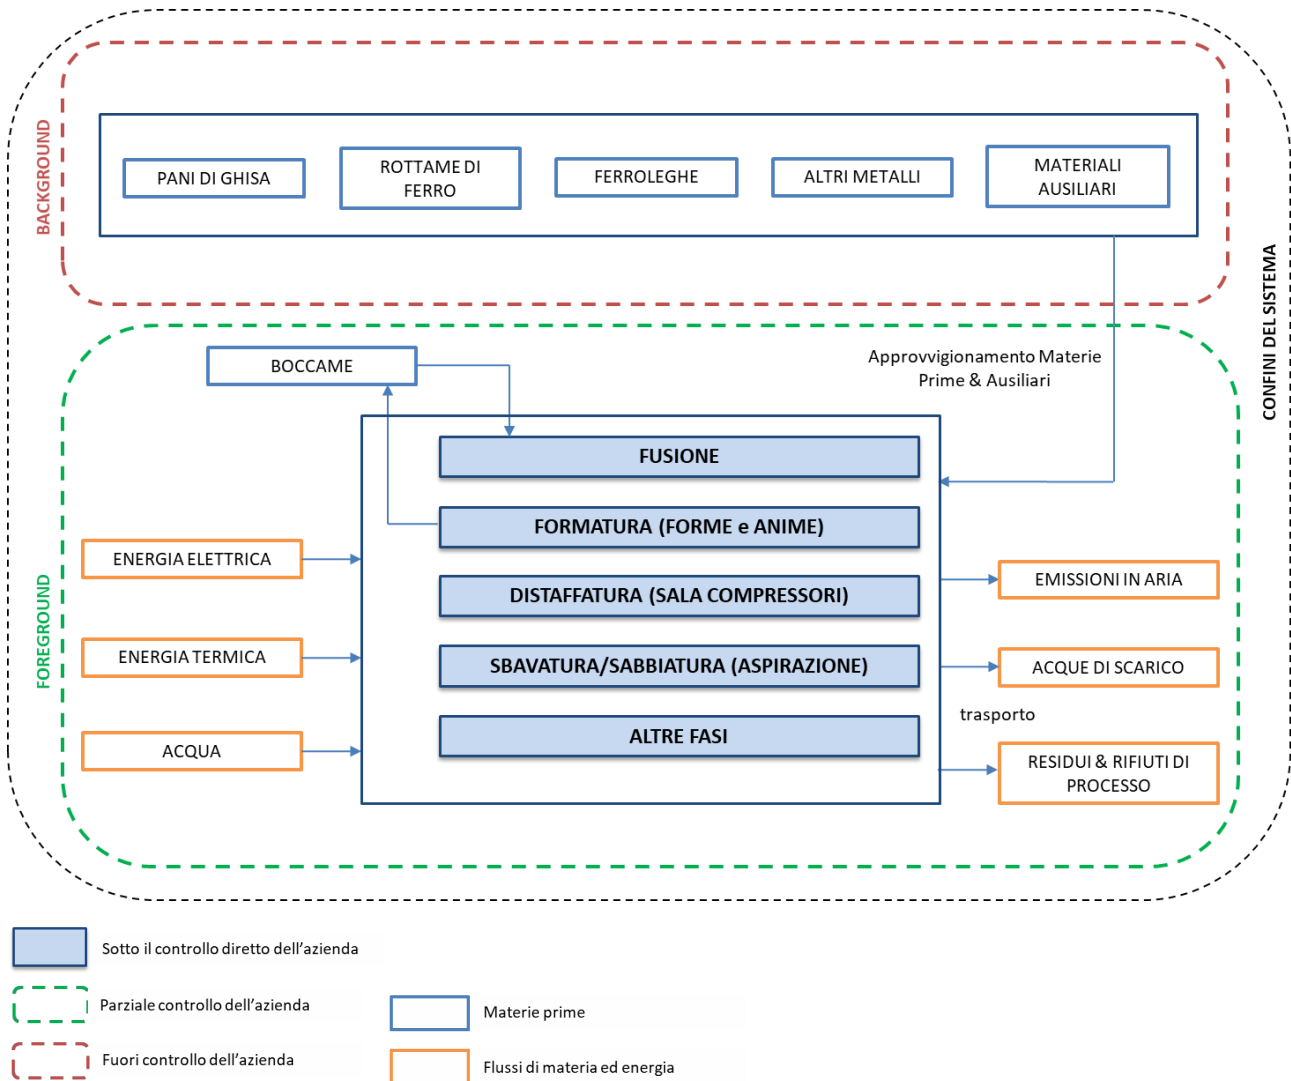 BACKGROUND
PANI DI GHISA
ROTTAME DI
FERRO
FERROLEGHE
ALTRI METALLI
MATERIALI
AUSILIARI
CONFINI DEL SISTEMA
FOREGROUND
BOCCAME
Approvvigionamento Materie
Prime & Ausiliari
FUSIONE
FORMATURA (FORME e ANIME)
DISTAFFATURA (SALA COMPRESSORI)
SBAVATURA/SABBIATURA (ASPIRAZIONE)
ALTRE FASI
ENERGIA ELETTRICA
ENERGIA TERMICA
ACQUA
EMISSIONI IN ARIA
ACQUE DI SCARICO
trasporto
RESIDUI & RIFIUTI DI
PROCESSO
Sotto il controllo diretto dell'azienda
Parziale controllo dell'azienda
Fuori controllo dell'azienda
Materie prime
Flussi di materia ed energia